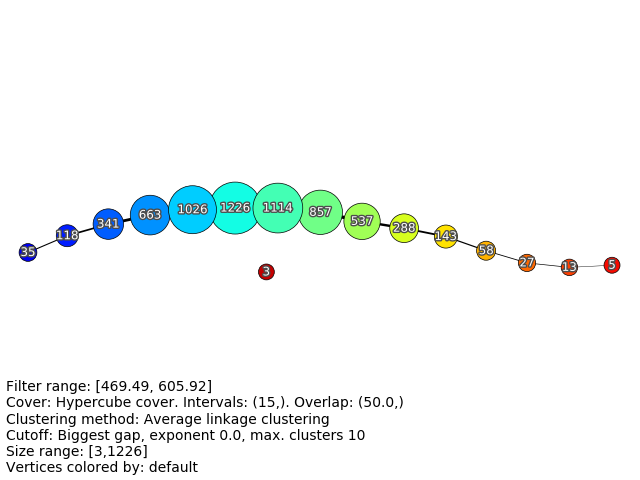 35
118
341
663
1026
1226
1114
857
537
288
143
58
27
13
5
3
Filter range: [469.49, 605.92]
Cover: Hypercube cover. Intervals: (15,). Overlap: (50.0,)
Clustering method: Average linkage clustering
Cutoff: Biggest gap, exponent 0.0, max. clusters 10
Size range: [3,1226]
Vertices colored by: default